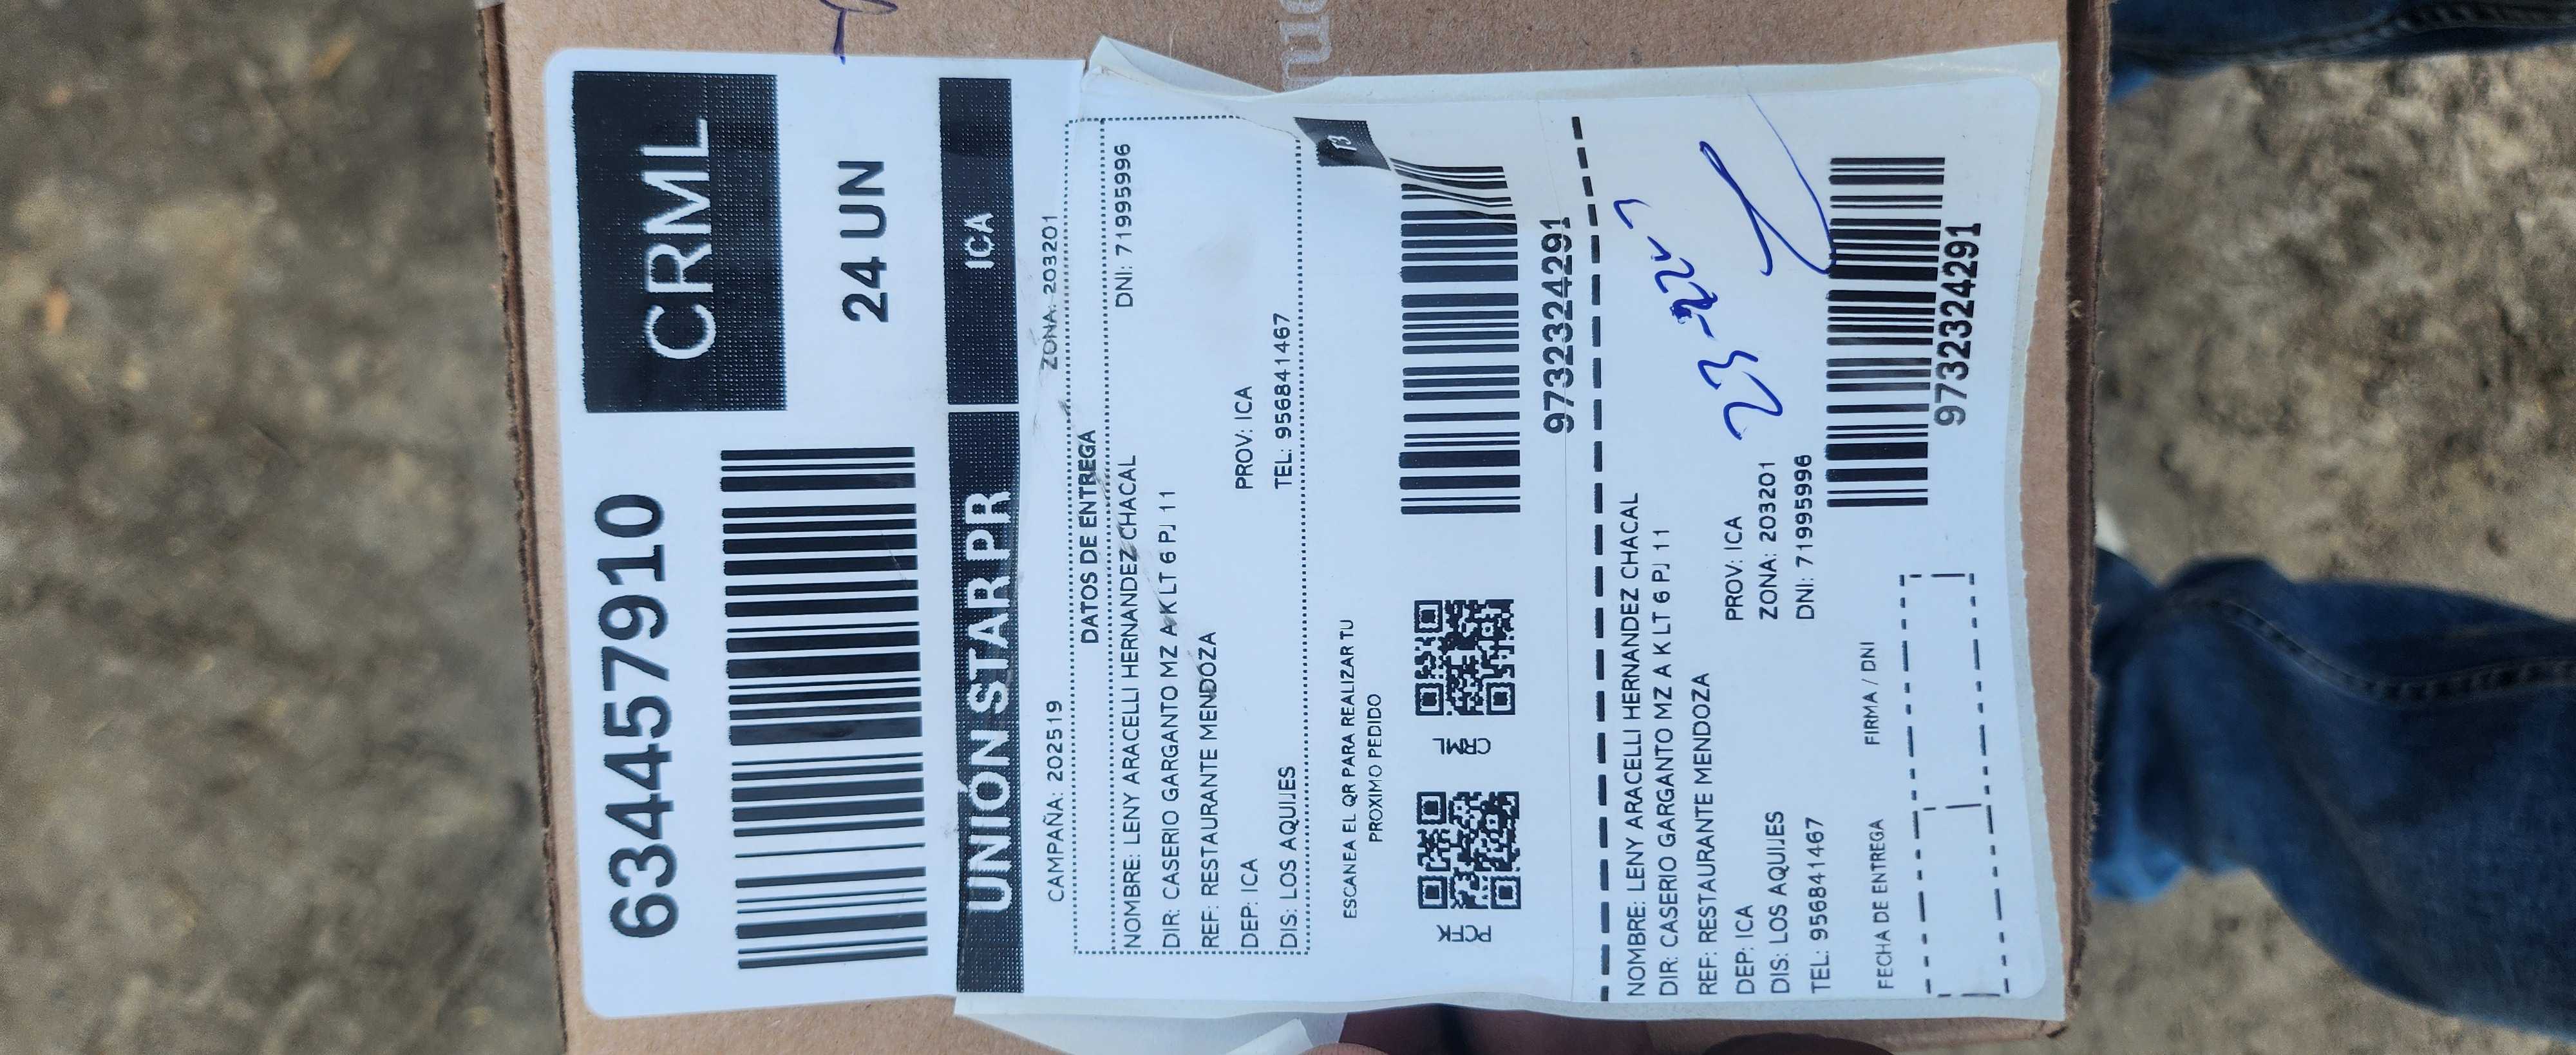 6344457910
CRML
24 UN
UNIÓN STAR PR ICA
CAMPAÑA: 202519 ZONA: 203201
DATOS DE ENTREGA
NOMBRE: LENY ARACELLI HERNANDEZ CHACAL DNI: 71995996
DIR: CASERIO GARGANTO MZ A K LT 6 PJ 11
REF: RESTAURANTE MENDOZA
DEP: ICA PROV: ICA
DIS: LOS AQUIJES TEL: 956841467
13
ESCANEA EL QR PARA REALIZAR TU
PROXIMO PEDIDO
9732324291
NOMBRE: LENY ARACELLI HERNANDEZ CHACAL
DIR: CASERIO GARGANTO MZ A K LT 6 PJ 11
REF: RESTAURANTE MENDOZA
DEP: ICA PROV: ICA
DIS: LOS AQUIJES ZONA: 203201
TEL: 956841467 DNI: 71995996
FECHA DE ENTREGA FIRMA / DNI
9732324291